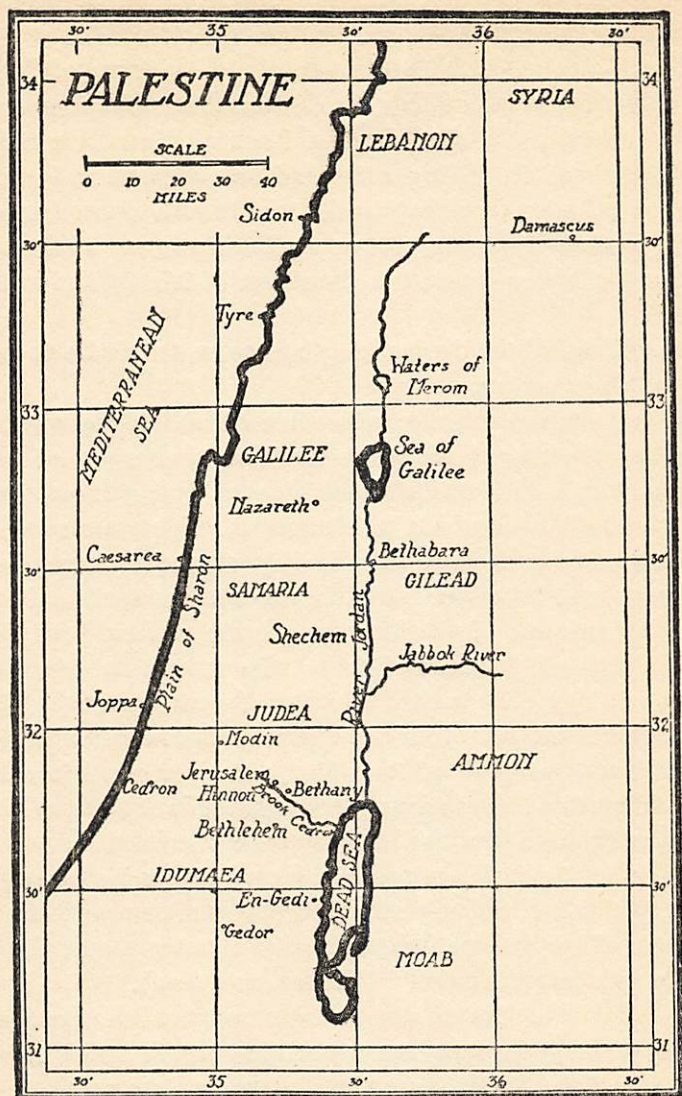 30'
35
30'
36
34
34
PALESTINE
SYRIA
LEBANON
SCALE
0 10 20 30 40
MILES
Sidon
Damascus
30'
30'
Tyre
MEDITERRANEAN
SEA
Waters of
Merom
33
33
GALILEE
Sea of
Galilee
Nazareth
Caesarea
Bethabara
30'
30'
Plain of Sharon
SAMARIA
GILEAD
Shechem
River Jordan
Jabbok River
Joppa
JUDEA
32
32
Modin
AMMON
Jerusalem
Cedron
Hinnon
Bethany
Brook Cedron
Bethlehem
IDUMAEA
30'
30'
En-Gedi
DEAD SEA
Gedor
MOAB
31
31
30'
35
30'
36